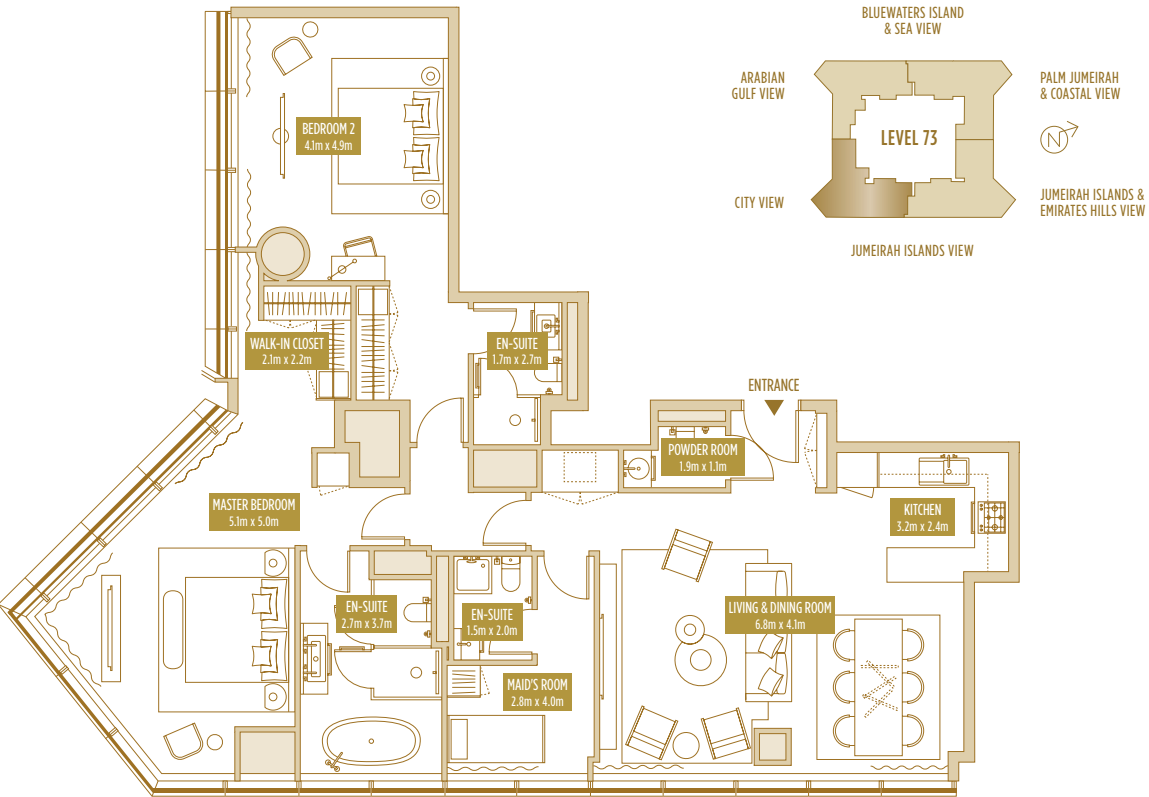 BLUEWATERS ISLAND
& SEA VIEW
ARABIAN
GULF VIEW
PALM JUMEIRAH
& COASTAL VIEW
LEVEL 73
N
CITY VIEW
JUMEIRAH ISLANDS &
EMIRATES HILLS VIEW
JUMEIRAH ISLANDS VIEW
BEDROOM 2
4.1m x 4.9m
WALK-IN CLOSET
2.1m x 2.2m
EN-SUITE
1.7m x 2.7m
ENTRANCE
POWDER ROOM
1.9m x 1.1m
MASTER BEDROOM
5.1m x 5.0m
KITCHEN
3.2m x 2.4m
EN-SUITE
2.7m x 3.7m
EN-SUITE
1.5m x 2.0m
LIVING & DINING ROOM
6.8m x 4.1m
MAID'S ROOM
2.8m x 4.0m